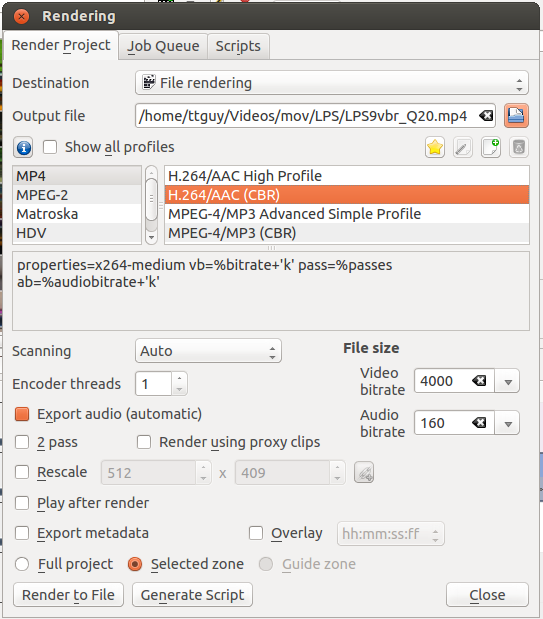 Rendering
Render Project Job Queue Scripts
Destination File rendering
Output file /home/ttguy/Videos/mov/LPS/LPS9vbr_Q20.mp4
Show all profiles
MP4 H.264/AAC High Profile
MPEG-2 H.264/AAC (CBR)
Matroska MPEG-4/MP3 Advanced Simple Profile
HDV MPEG-4/MP3 (CBR)
properties=x264-medium vb=%bitrate+'k' pass=%passes
ab=%audiobitrate+'k'
Scanning Auto File size
Encoder threads 1 Video bitrate 4000
Export audio (automatic) Audio bitrate 160
2 pass Render using proxy clips
Rescale 512 x 409
Play after render
Export metadata Overlay hh:mm:ss:ff
Full project Selected zone Guide zone
Render to File Generate Script Close